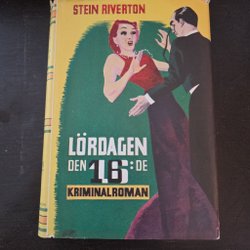 STEIN RIVERTON
LÖRDAGEN
DEN 16:DE
KRIMINALROMAN